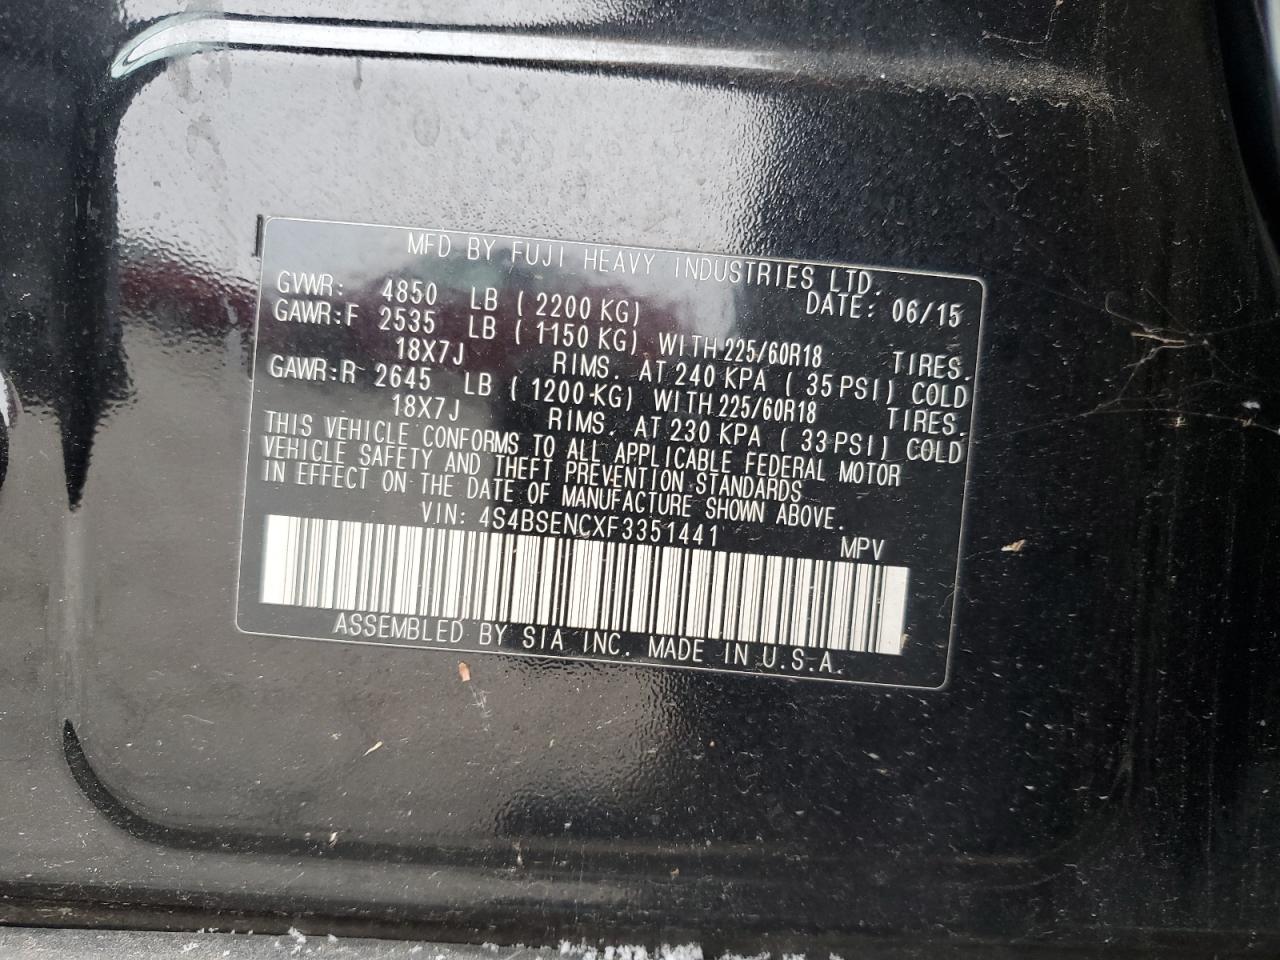 MFD BY FUJI HEAVY INDUSTRIES LTD.
DATE: 06/15
GVWR: 4850 LB (2200 KG)
GAWR:F 2535 LB (1150 KG) WITH 225/60R18 TIRES.
18X7J RIMS. AT 240 KPA (35 PSI) COLD
GAWR:R 2645 LB (1200 KG) WITH 225/60R18 TIRES.
18X7J RIMS. AT 230 KPA (33 PSI) COLD
THIS VEHICLE CONFORMS TO ALL APPLICABLE FEDERAL MOTOR
VEHICLE SAFETY AND THEFT PREVENTION STANDARDS
IN EFFECT ON THE DATE OF MANUFACTURE SHOWN ABOVE.
VIN: 4S4BSENCXF3351441 MPV
ASSEMBLED BY SIA INC. MADE IN U.S.A.